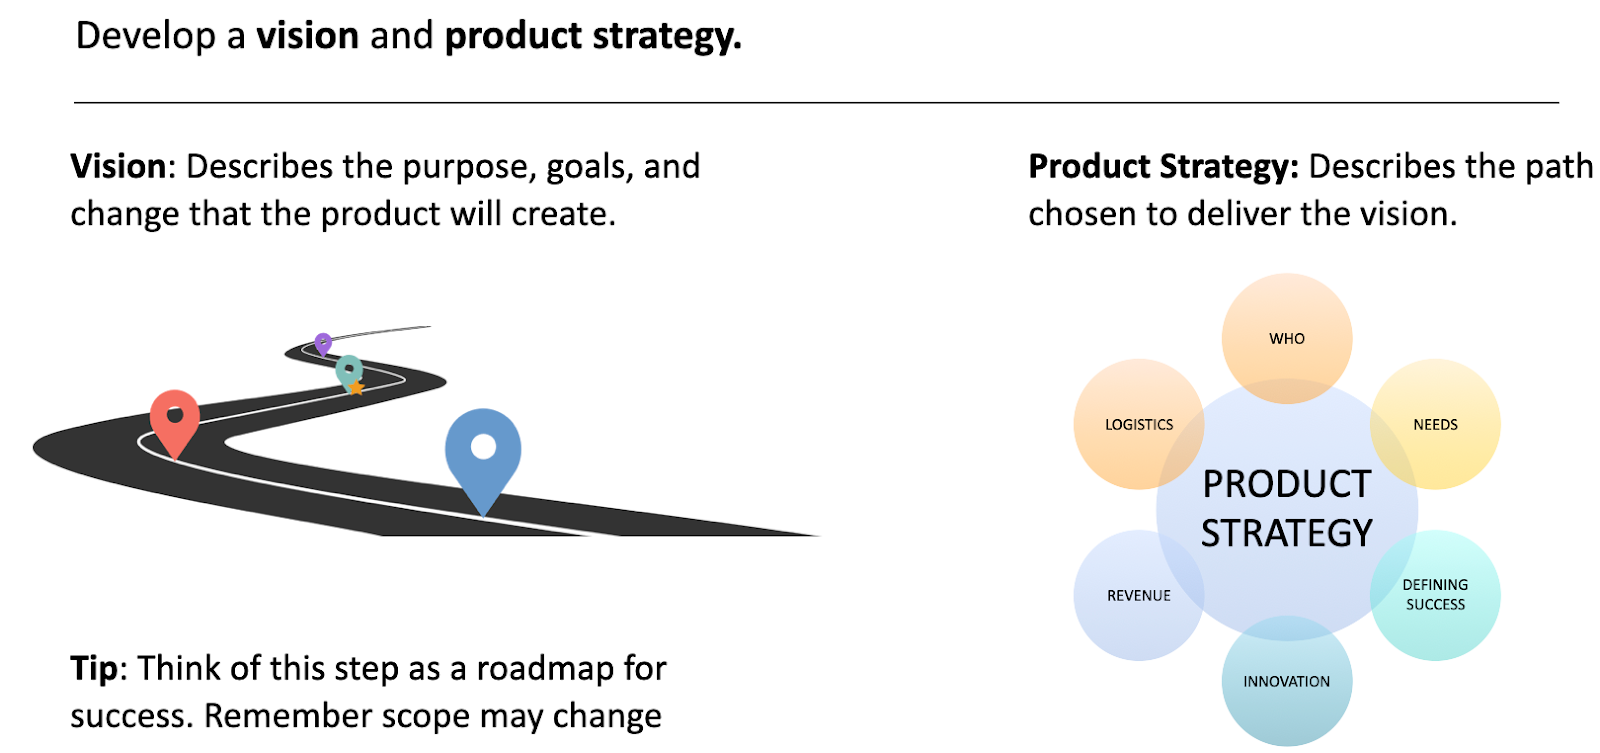 Develop a vision and product strategy.
Vision: Describes the purpose, goals, and
change that the product will create.
Product Strategy: Describes the path
chosen to deliver the vision.
WHO
LOGISTICS
NEEDS
PRODUCT
STRATEGY
REVENUE
DEFINING
SUCCESS
INNOVATION
Tip: Think of this step as a roadmap for
success. Remember scope may change